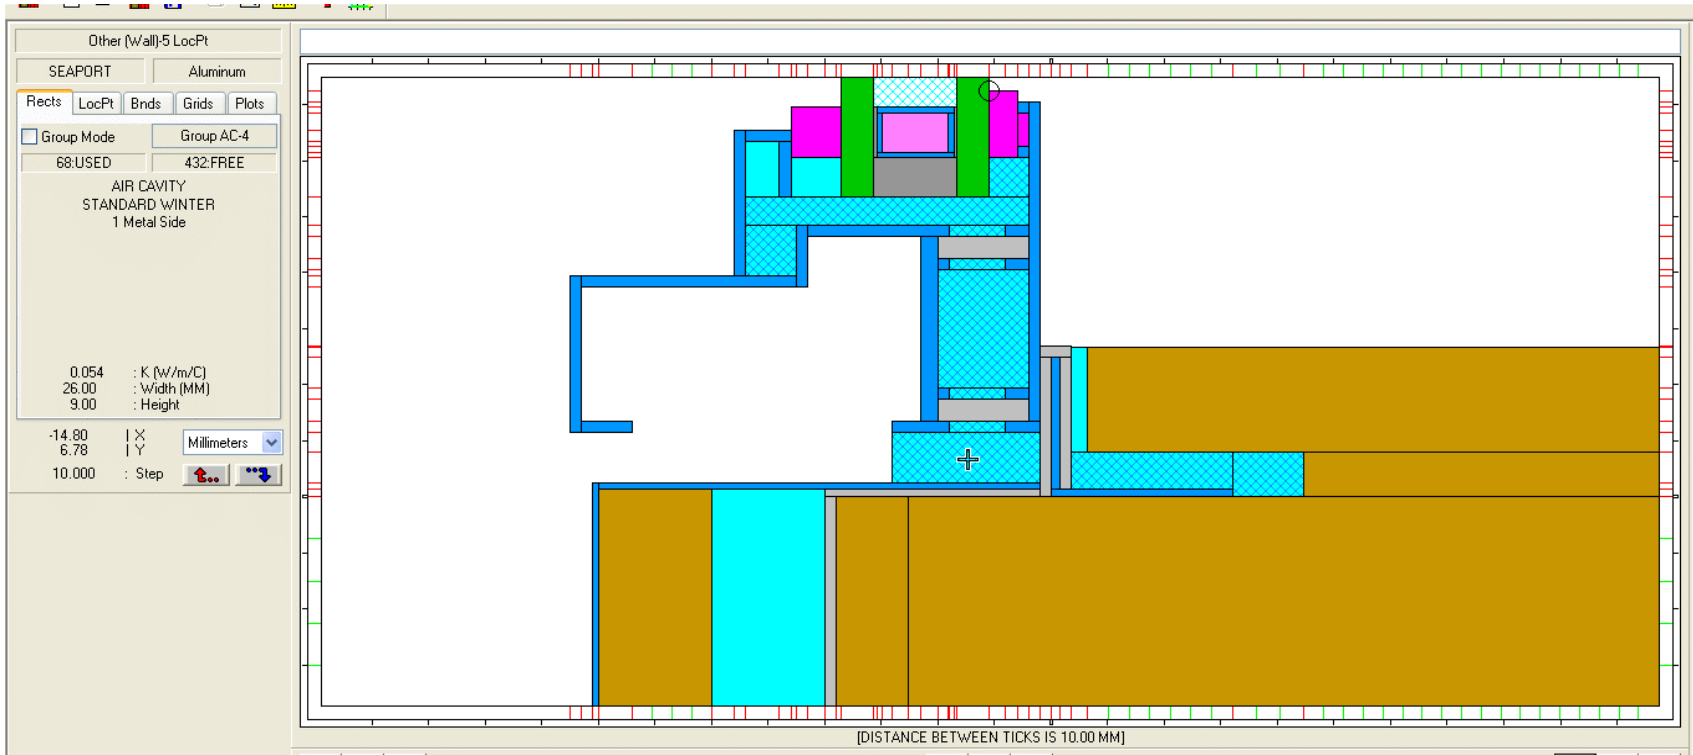 Other (Wall)-5 LocPt
SEAPORT Aluminum
Rects LocPt Bnds Grids Plots
Group Mode Group AC-4
68:USED 432:FREE
AIR CAVITY
STANDARD WINTER
1 Metal Side
0.054 : K (W/m/C)
26.00 : Width (MM)
9.00 : Height
-14.80 | X
6.78 | Y
Millimeters
10.000 : Step
[DISTANCE BETWEEN TICKS IS 10.00 MM]